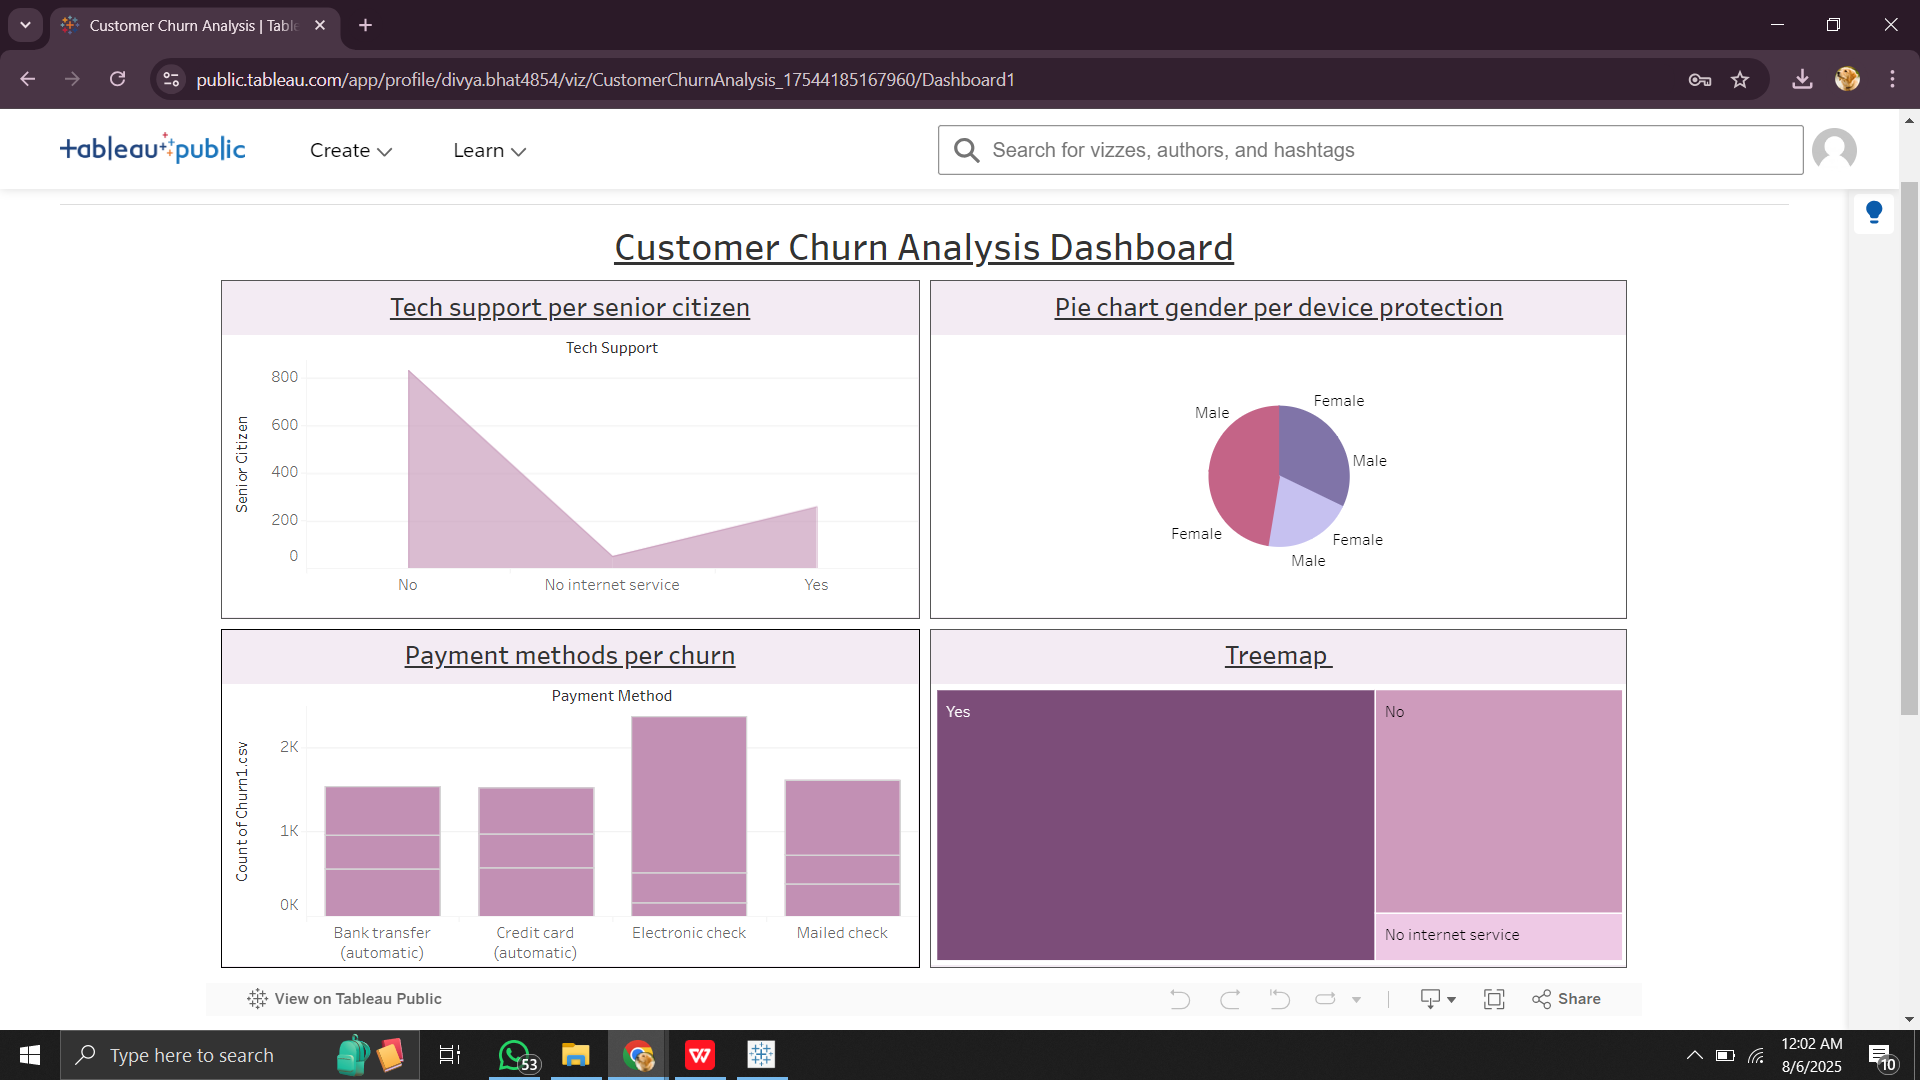 Customer Churn Analysis | Table
public.tableau.com/app/profile/divya.bhat4854/viz/CustomerChurnAnalysis_17544185167960/Dashboard1
tableau public
Create
Learn
Search for vizzes, authors, and hashtags
Customer Churn Analysis Dashboard
Tech support per senior citizen
Tech Support
Senior Citizen
800
600
400
200
0
No
No internet service
Yes
Pie chart gender per device protection
Male
Female
Male
Female
Female
Male
Payment methods per churn
Payment Method
Count of Churn1.csv
2K
1K
0K
Bank transfer
(automatic)
Credit card
(automatic)
Electronic check
Mailed check
Treemap
Yes
No
No internet service
View on Tableau Public
Share
Type here to search
53
W
12:02 AM
8/6/2025
10